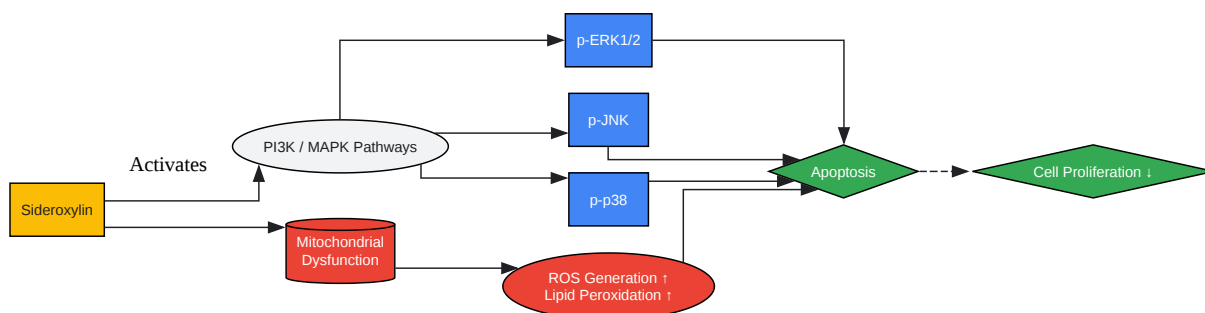 Sideroxylin
Activates
PI3K / MAPK Pathways
Mitochondrial
Dysfunction
p-ERK1/2
p-JNK
p-p38
ROS Generation ↑
Lipid Peroxidation ↑
Apoptosis
Cell Proliferation ↓